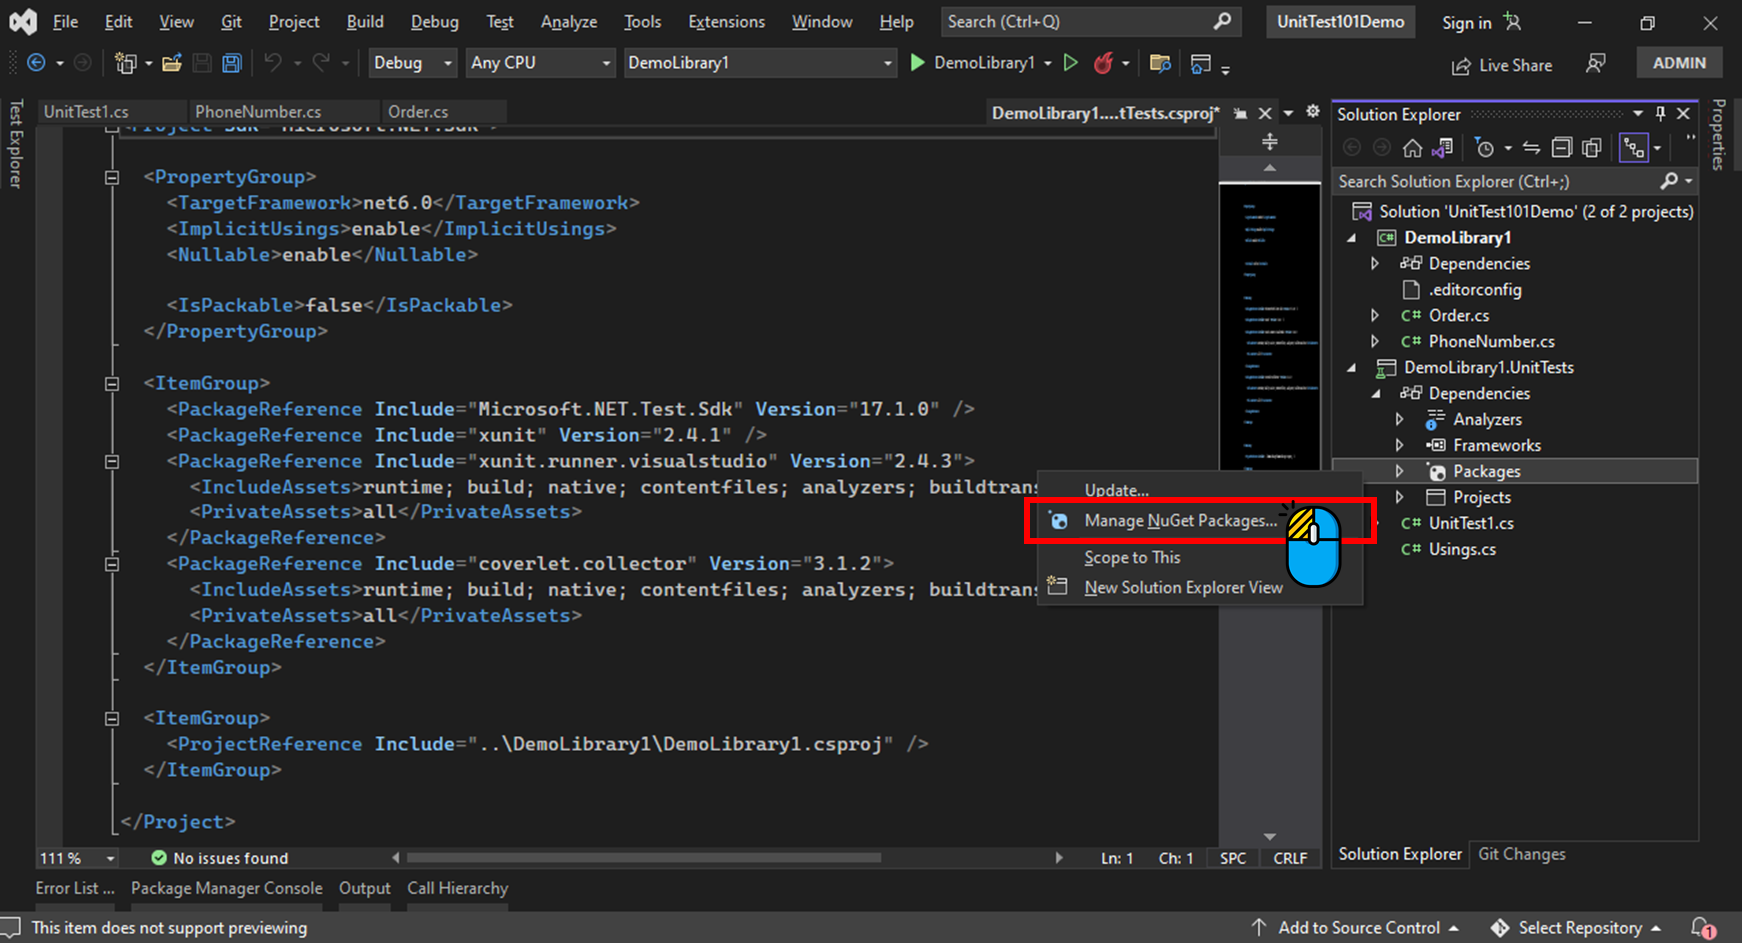 File Edit View Git Project Build Debug Test Analyze Tools Extensions Window Help Search (Ctrl+Q) UnitTest101Demo Sign in
Debug Any CPU DemoLibrary1 DemoLibrary1 Live Share ADMIN
Test Explorer
UnitTest1.cs PhoneNumber.cs Order.cs DemoLibrary1....tTests.csproj*
<Project Sdk="Microsoft.NET.Sdk">
<PropertyGroup>
<TargetFramework>net6.0</TargetFramework>
<ImplicitUsings>enable</ImplicitUsings>
<Nullable>enable</Nullable>
<IsPackable>false</IsPackable>
</PropertyGroup>
<ItemGroup>
<PackageReference Include="Microsoft.NET.Test.Sdk" Version="17.1.0" />
<PackageReference Include="xunit" Version="2.4.1" />
<PackageReference Include="xunit.runner.visualstudio" Version="2.4.3">
<IncludeAssets>runtime; build; native; contentfiles; analyzers; buildtrans
<PrivateAssets>all</PrivateAssets>
</PackageReference>
<PackageReference Include="coverlet.collector" Version="3.1.2">
<IncludeAssets>runtime; build; native; contentfiles; analyzers; buildtrans
<PrivateAssets>all</PrivateAssets>
</PackageReference>
</ItemGroup>
<ItemGroup>
<ProjectReference Include="..\DemoLibrary1\DemoLibrary1.csproj" />
</ItemGroup>
</Project>
Update...
Manage NuGet Packages...
Scope to This
New Solution Explorer View
111 % No issues found Ln: 1 Ch: 1 SPC CRLF
Solution Explorer
Search Solution Explorer (Ctrl+;)
Solution 'UnitTest101Demo' (2 of 2 projects)
C# DemoLibrary1
Dependencies
.editorconfig
C# Order.cs
C# PhoneNumber.cs
DemoLibrary1.UnitTests
Dependencies
Analyzers
Frameworks
Packages
Projects
C# UnitTest1.cs
C# Usings.cs
Solution Explorer Git Changes
Properties
Error List ... Package Manager Console Output Call Hierarchy
This item does not support previewing Add to Source Control Select Repository 1